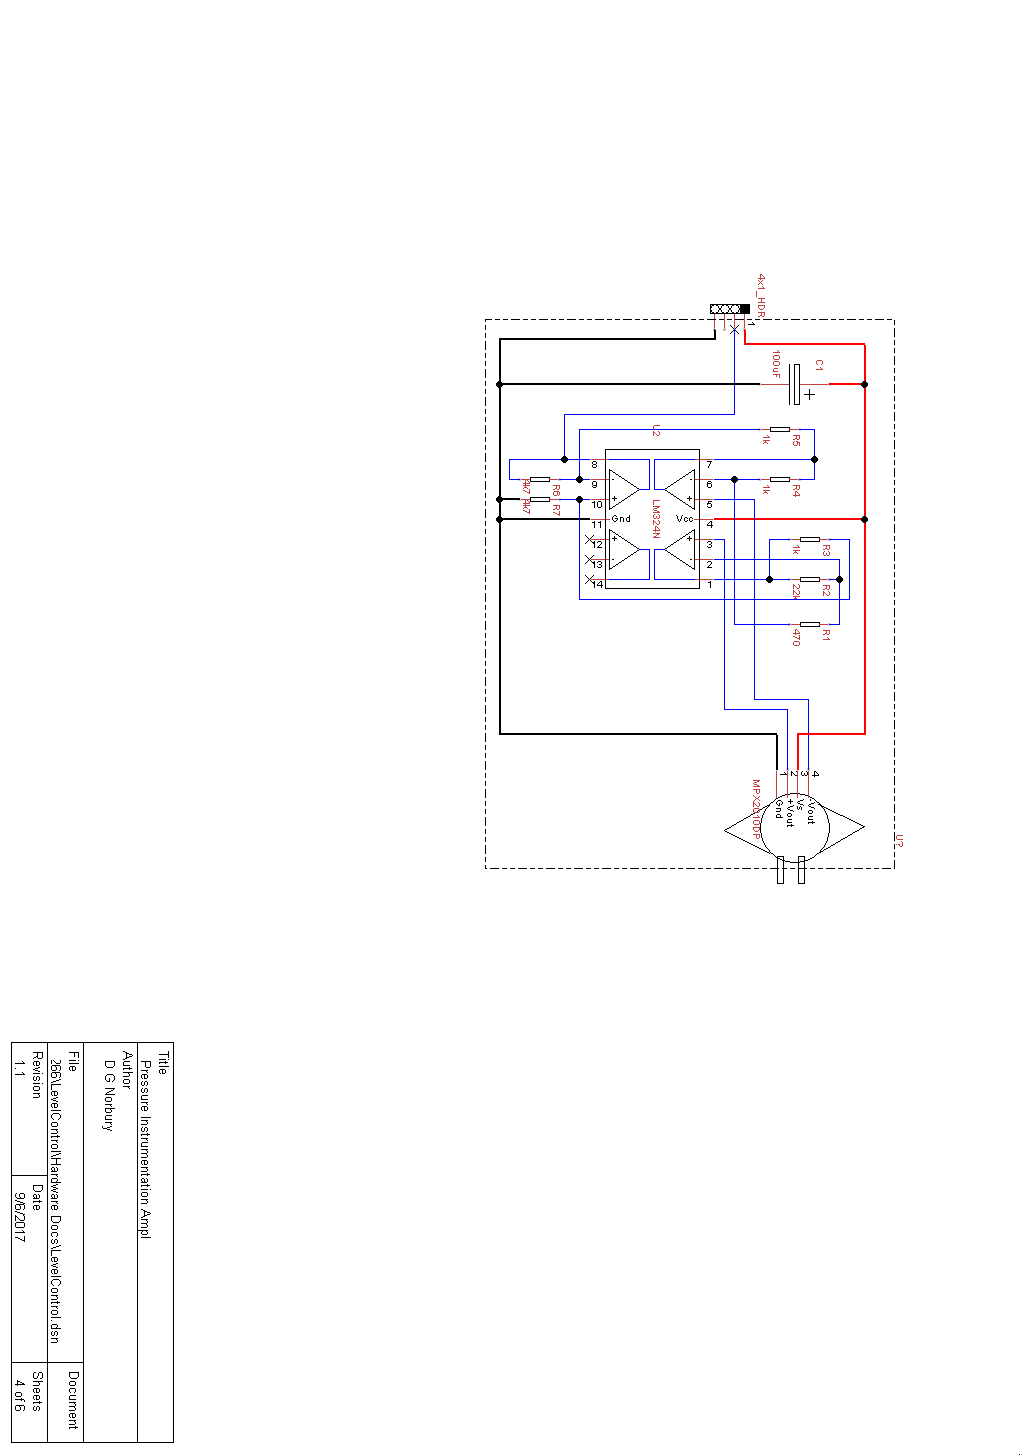 4x1_HDR
1
C1
100uF
U2
R5
1k
R4
1k
8
9
10
11
12
13
14
7
6
5
4
3
2
1
Gnd
Vcc
LM324N
R6
4k7
R7
4k7
R3
1k
R2
22k
R1
470
1
2
3
4
Gnd
+Vout
Vs
-Vout
MPX2010DP
U?
Title
Pressure Instrumentation Ampl
Author
D G Norbury
File
266\LevelControl\Hardware Docs\LevelControl.dsn
Document
Revision
1.1
Date
9/6/2017
Sheets
4 of 6